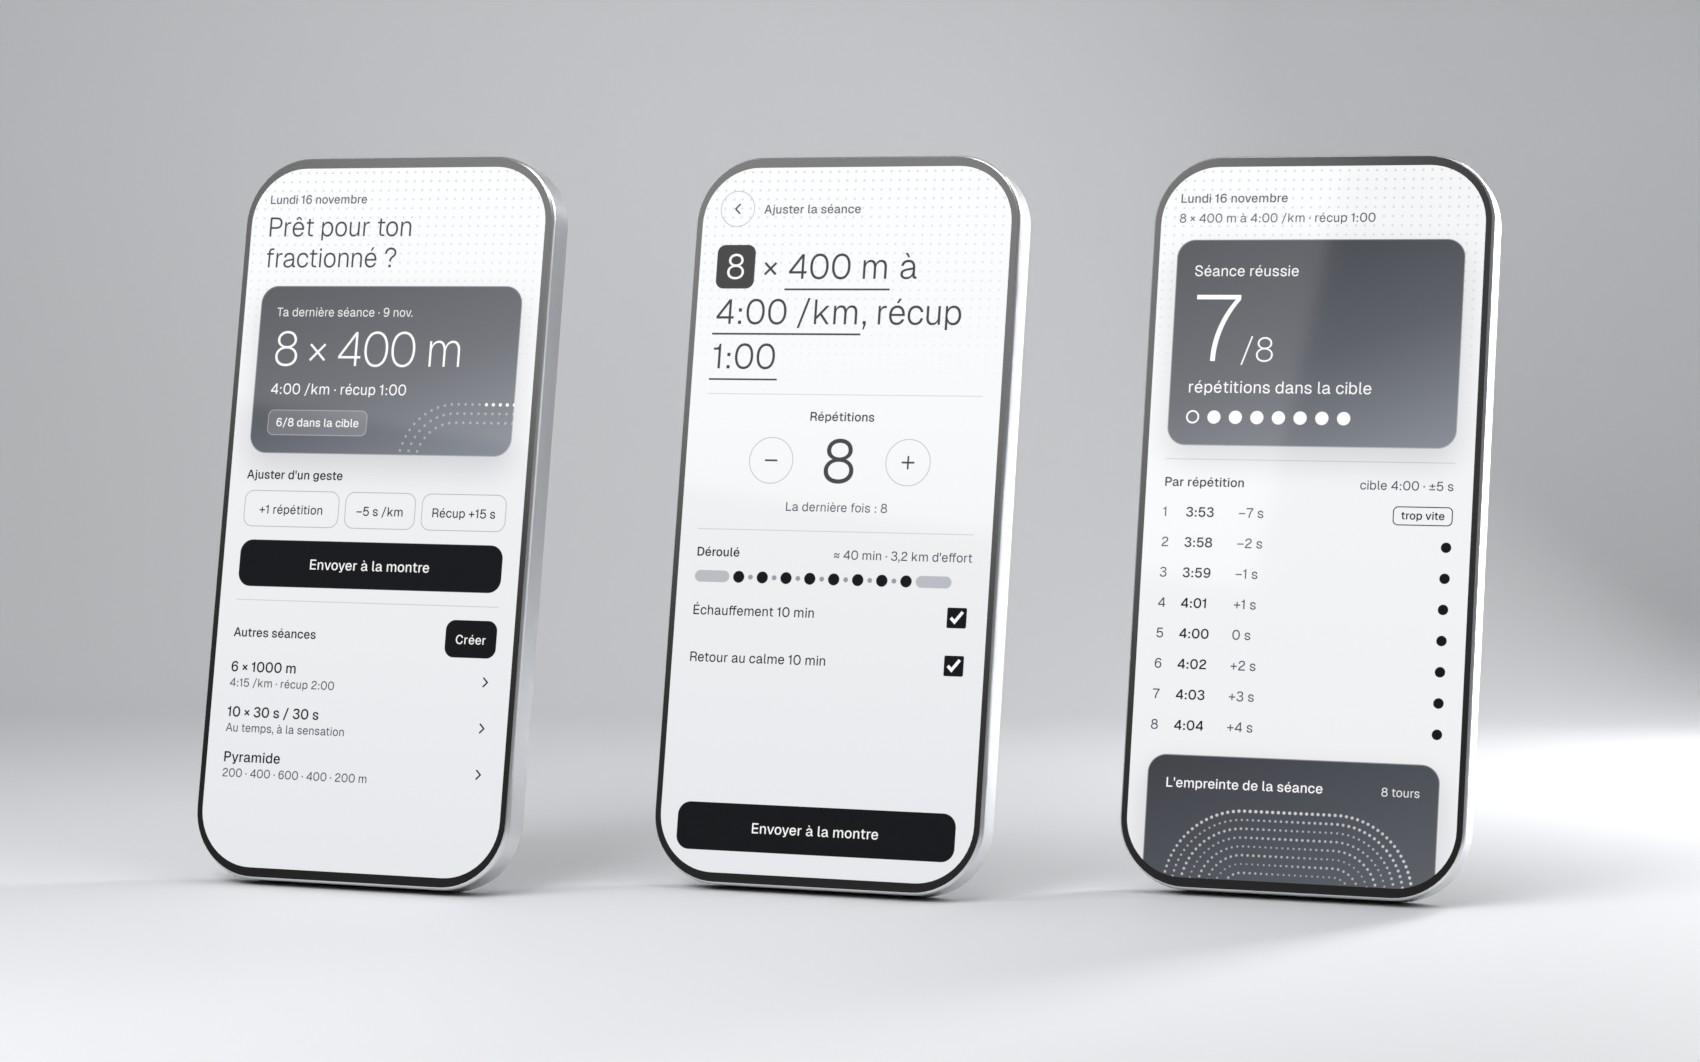 Lundi 16 novembre
Prêt pour ton
fractionné ?
Ta dernière séance · 9 nov.
8 × 400 m
4:00 /km · récup 1:00
6/8 dans la cible
Ajuster d'un geste
+1 répétition
−5 s /km
Récup +15 s
Envoyer à la montre
Autres séances
Créer
6 × 1000 m
4:15 /km · récup 2:00
10 × 30 s / 30 s
Au temps, à la sensation
Pyramide
200 · 400 · 600 · 400 · 200 m
Ajuster la séance
8 × 400 m à
4:00 /km, récup
1:00
Répétitions
− 8 +
La dernière fois : 8
Déroulé
≈ 40 min · 3,2 km d'effort
Échauffement 10 min
Retour au calme 10 min
Envoyer à la montre
Lundi 16 novembre
8 × 400 m à 4:00 /km · récup 1:00
Séance réussie
7/8
répétitions dans la cible
Par répétition
cible 4:00 · ±5 s
1 3:53 −7 s trop vite
2 3:58 −2 s
3 3:59 −1 s
4 4:01 +1 s
5 4:00 0 s
6 4:02 +2 s
7 4:03 +3 s
8 4:04 +4 s
L'empreinte de la séance
8 tours